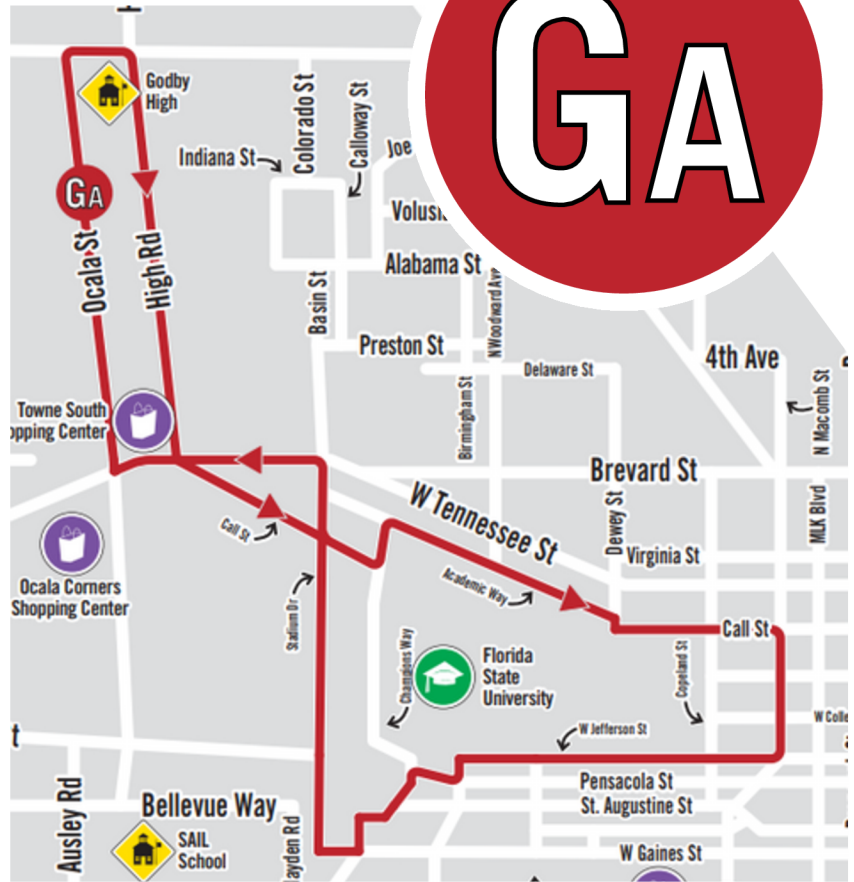 GA
Godby
High
Colorado St
Calloway St
Indiana St
Joe
GA
Ocala St
High Rd
Alabama St
Basin St
N Woodward Ave
Preston St
Delaware St
4th Ave
N Macomb St
Birmingham St
Towne South
opping Center
Brevard St
W Tennessee St
Dewey St
MLK Blvd
Call St
Virginia St
Ocala Corners
Shopping Center
Academic Way
Stadium Dr
Champions Way
Call St
Copeland St
Florida
State
University
W Jefferson St
Pensacola St
St. Augustine St
Ausley Rd
Bellevue Way
SAIL
School
ayden Rd
W Gaines St